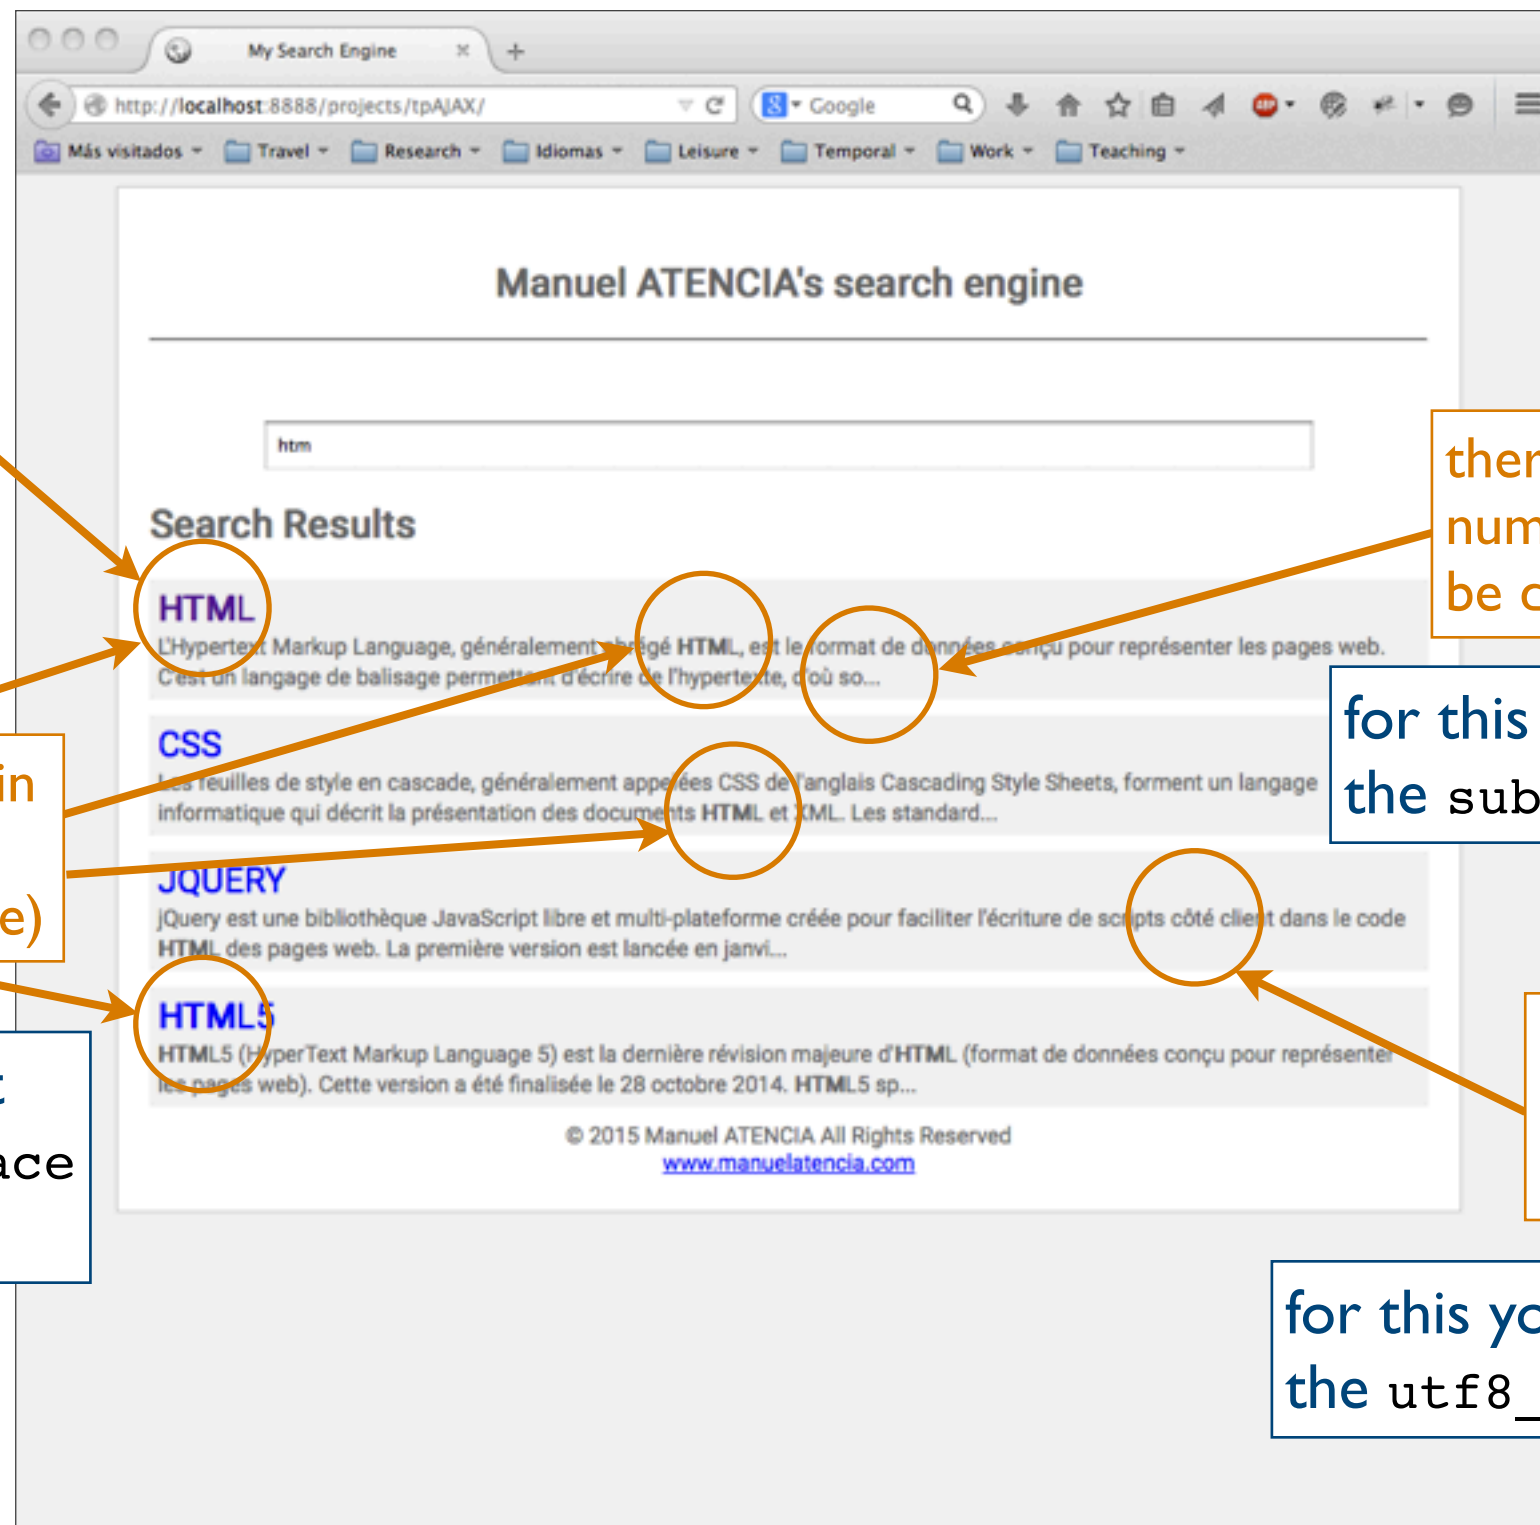 My Search Engine
http://localhost:8888/projects/tpAJAX/
Google
Más visitados
Travel
Research
Idiomas
Leisure
Temporal
Work
Teaching
Manuel ATENCIA's search engine
htm
Search Results
HTML
L'Hypertext Markup Language, généralement abrégé HTML, est le format de données conçu pour représenter les pages web.
C'est un langage de balisage permettant d'écrire de l'hypertexte, d'où so...
CSS
Les feuilles de style en cascade, généralement appelées CSS de l'anglais Cascading Style Sheets, forment un langage
informatique qui décrit la présentation des documents HTML et XML. Les standard...
JQUERY
jQuery est une bibliothèque JavaScript libre et multi-plateforme créée pour faciliter l'écriture de scripts côté client dans le code
HTML des pages web. La première version est lancée en janvi...
HTML5
HTML5 (HyperText Markup Language 5) est la dernière révision majeure d'HTML (format de données conçu pour représenter
les pages web). Cette version a été finalisée le 28 octobre 2014. HTML5 sp...
© 2015 Manuel ATENCIA All Rights Reserved
www.manuelatencia.com
in
e)
t
ace
ther
num
be c
for this
the sub
for this yo
the utf8_